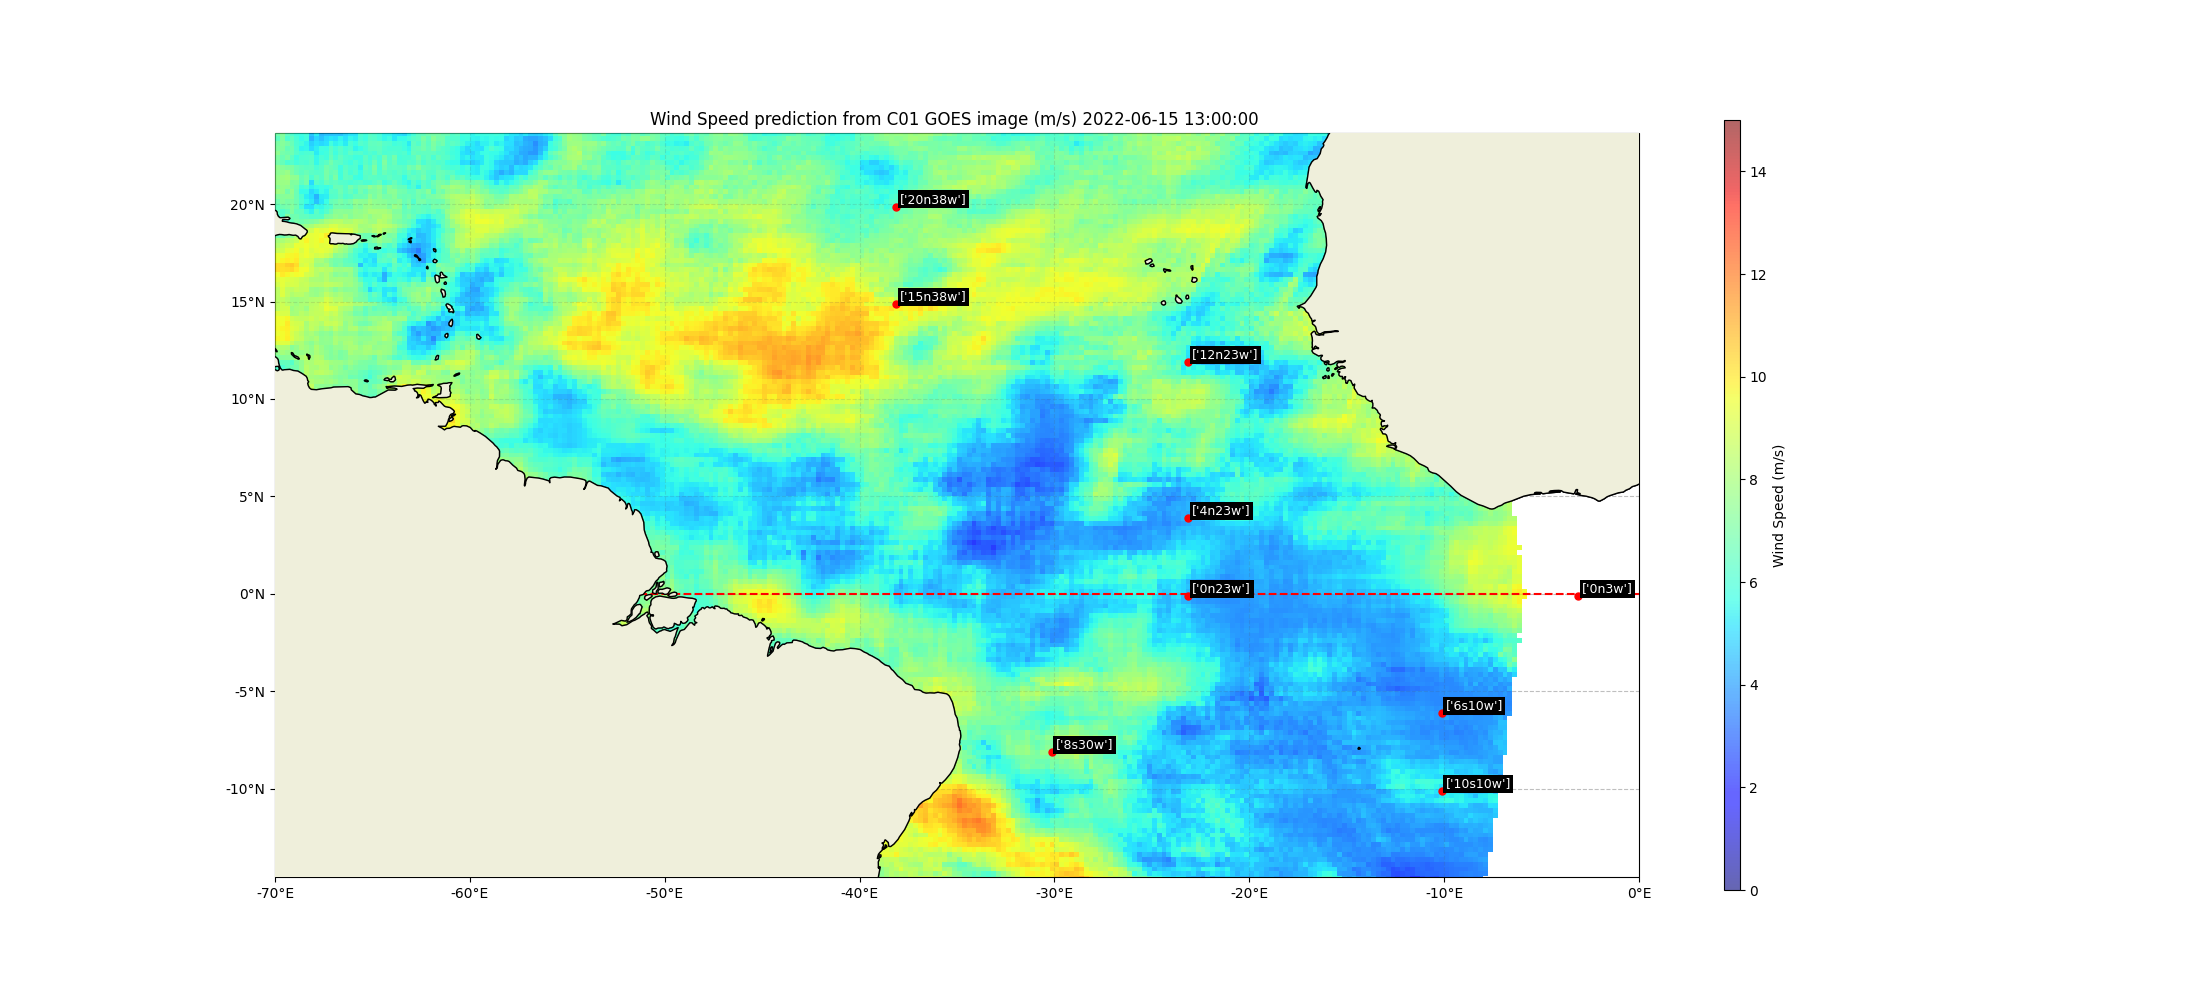 Wind Speed prediction from C01 GOES image (m/s) 2022-06-15 13:00:00
20°N
15°N
10°N
5°N
0°N
-5°N
-10°N
['20n38w']
['15n38w']
['12n23w']
['4n23w']
['0n23w']
['0n3w']
['6s10w']
['8s30w']
['10s10w']
-70°E
-60°E
-50°E
-40°E
-30°E
-20°E
-10°E
0°E
14
12
10
8
6
4
2
0
Wind Speed (m/s)